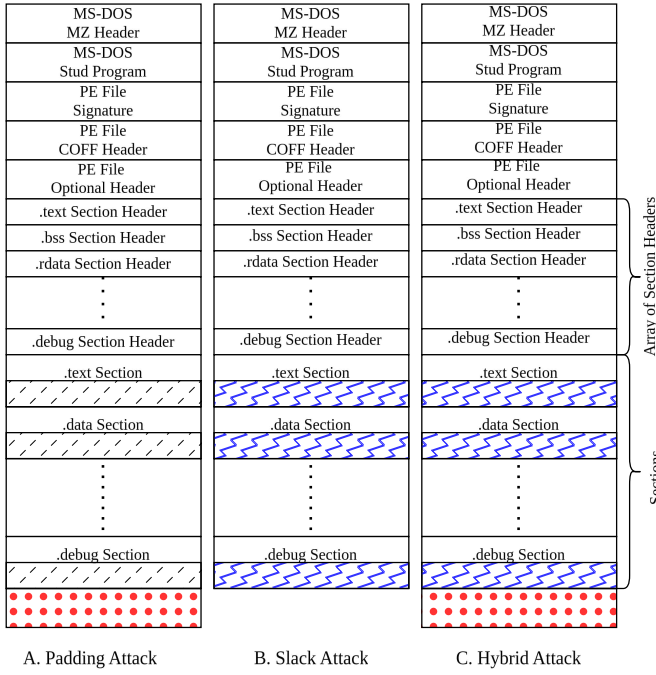 MS-DOS
MZ Header
MS-DOS
Stud Program
PE File
Signature
PE File
COFF Header
PE File
Optional Header
.text Section Header
.bss Section Header
.rdata Section Header
.debug Section Header
.text Section
.data Section
.debug Section
A. Padding Attack
MS-DOS
MZ Header
MS-DOS
Stud Program
PE File
Signature
PE File
COFF Header
PE File
Optional Header
.text Section Header
.bss Section Header
.rdata Section Header
.debug Section Header
.text Section
.data Section
.debug Section
B. Slack Attack
MS-DOS
MZ Header
MS-DOS
Stud Program
PE File
Signature
PE File
COFF Header
PE File
Optional Header
.text Section Header
.bss Section Header
.rdata Section Header
.debug Section Header
.text Section
.data Section
.debug Section
C. Hybrid Attack
Array of Section Headers
Sections